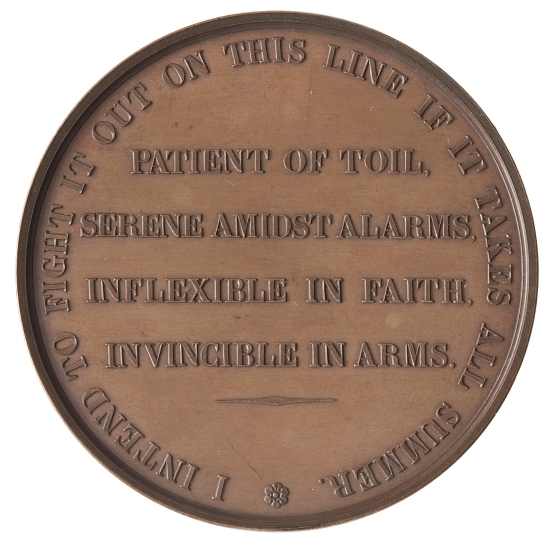 I INTEND TO FIGHT IT OUT ON THIS LINE IF IT TAKES ALL SUMMER.
PATIENT OF TOIL,
SERENE AMIDST ALARMS,
INFLEXIBLE IN FAITH,
INVINCIBLE IN ARMS.